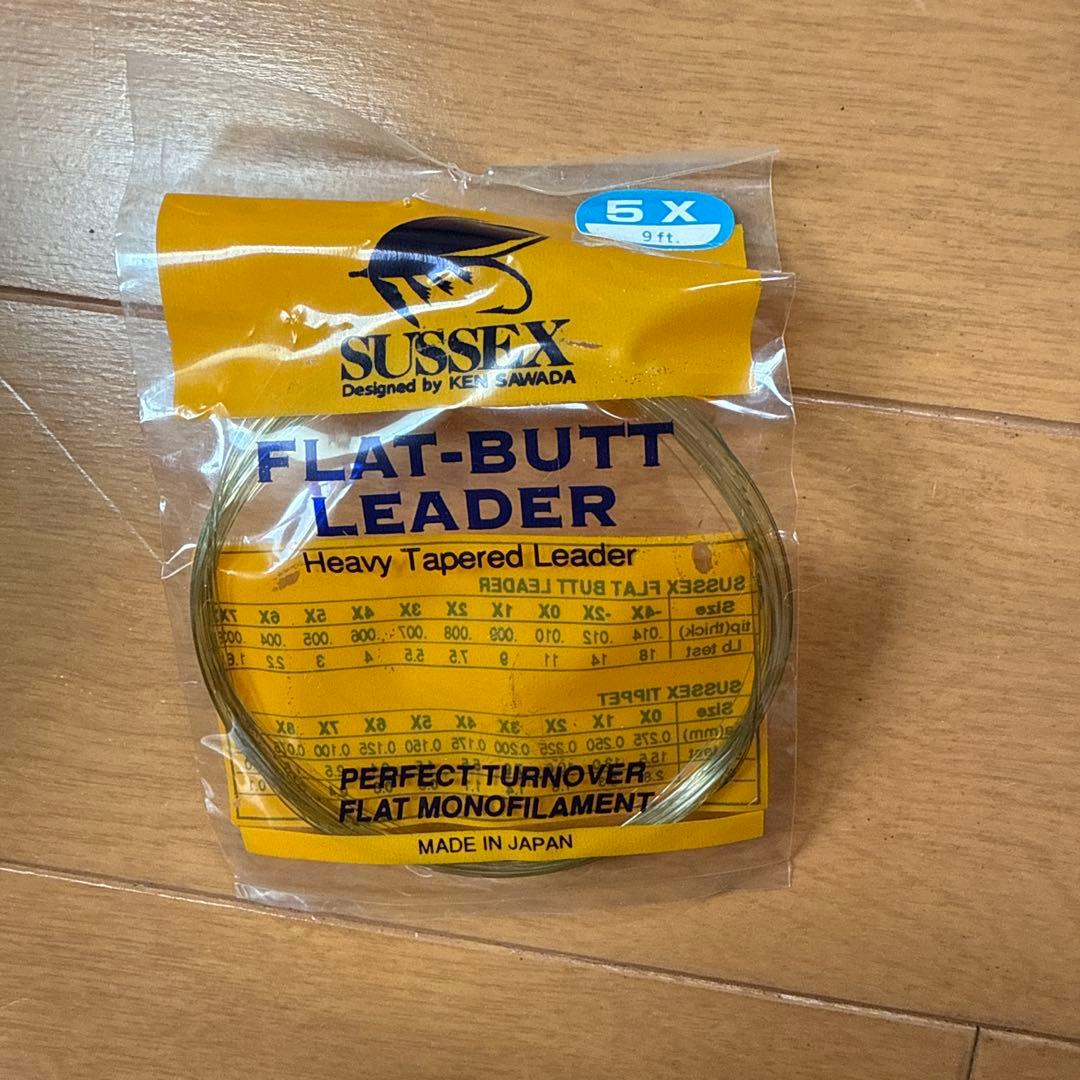 5 X
9 ft.
SUSSEX
Designed by KEN SAWADA
FLAT-BUTT
LEADER
Heavy Tapered Leader
SUSSEX FLAT BUTT LEADER
Size -4X -2X 0X 1X 2X 3X 4X 5X 6X 7X
tip(thick) .014 .012 .010 .009 .008 .007 .006 .005 .004
Lb test 18 14 11 9 7.5 5.5 4 3 2.2 1.6
SUSSEX TIPPET
Size 0X 1X 2X 3X 4X 5X 6X 7X 8X
(mm) 0.275 0.250 0.225 0.200 0.175 0.150 0.125 0.100
PERFECT TURNOVER
FLAT MONOFILAMENT
MADE IN JAPAN